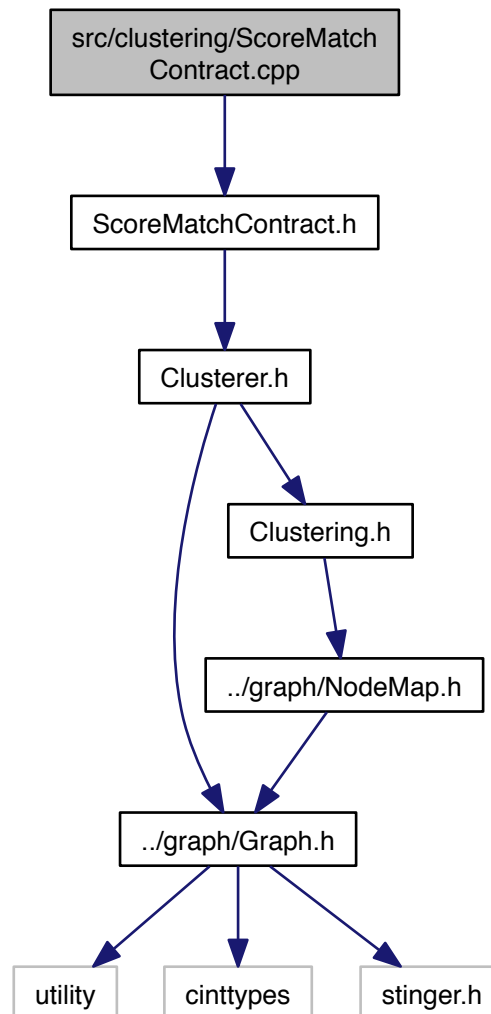 src/clustering/ScoreMatch
Contract.cpp
ScoreMatchContract.h
Clusterer.h
Clustering.h
../graph/NodeMap.h
../graph/Graph.h
utility
cinttypes
stinger.h